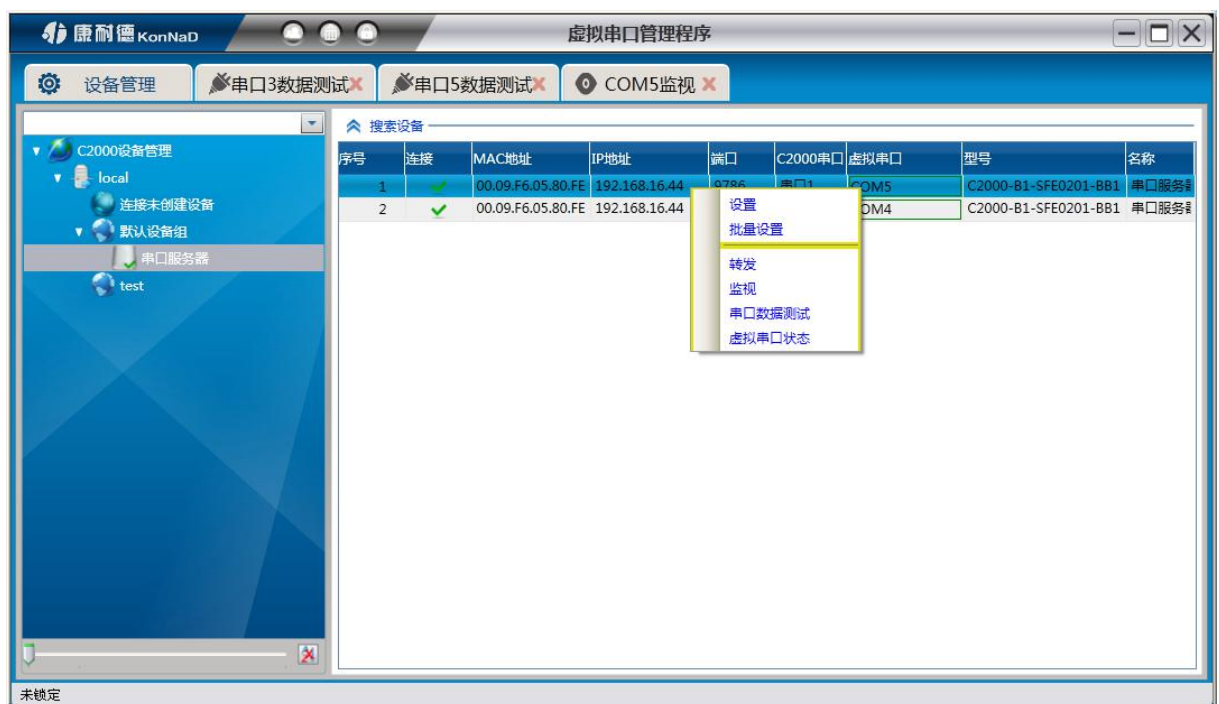 康耐德KonNaD
虚拟串口管理程序
设备管理
串口3数据测试
串口5数据测试
COM5监视
C2000设备管理
local
连接未创建设备
默认设备组
串口服务器
test
搜索设备
序号 连接 MAC地址 IP地址 端口 C2000串口 虚拟串口 型号 名称
1 00.09.F6.05.80.FE 192.168.16.44 9786 串口1 COM5 C2000-B1-SFE0201-BB1 串口服务
2 00.09.F6.05.80.FE 192.168.16.44 OM4 C2000-B1-SFE0201-BB1 串口服务
设置
批量设置
转发
监视
串口数据测试
虚拟串口状态
未锁定